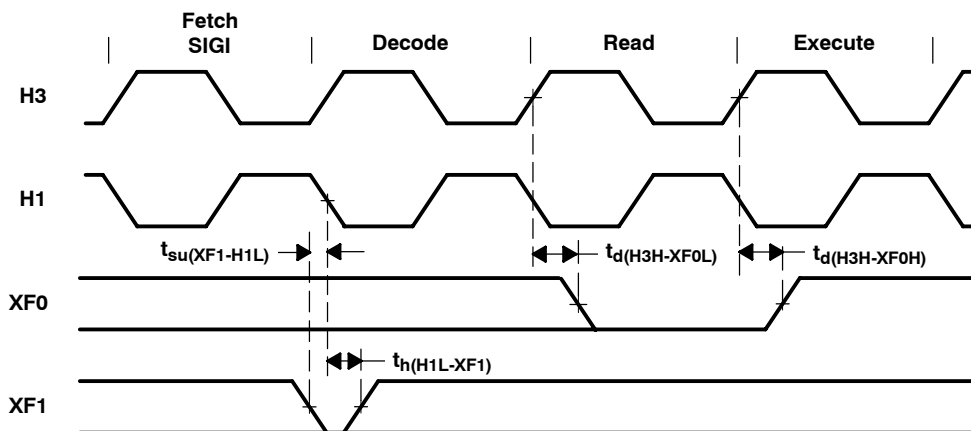 Fetch
SIGI
Decode
Read
Execute
H3
H1
tsu(XF1-H1L)
td(H3H-XF0L)
td(H3H-XF0H)
XF0
th(H1L-XF1)
XF1